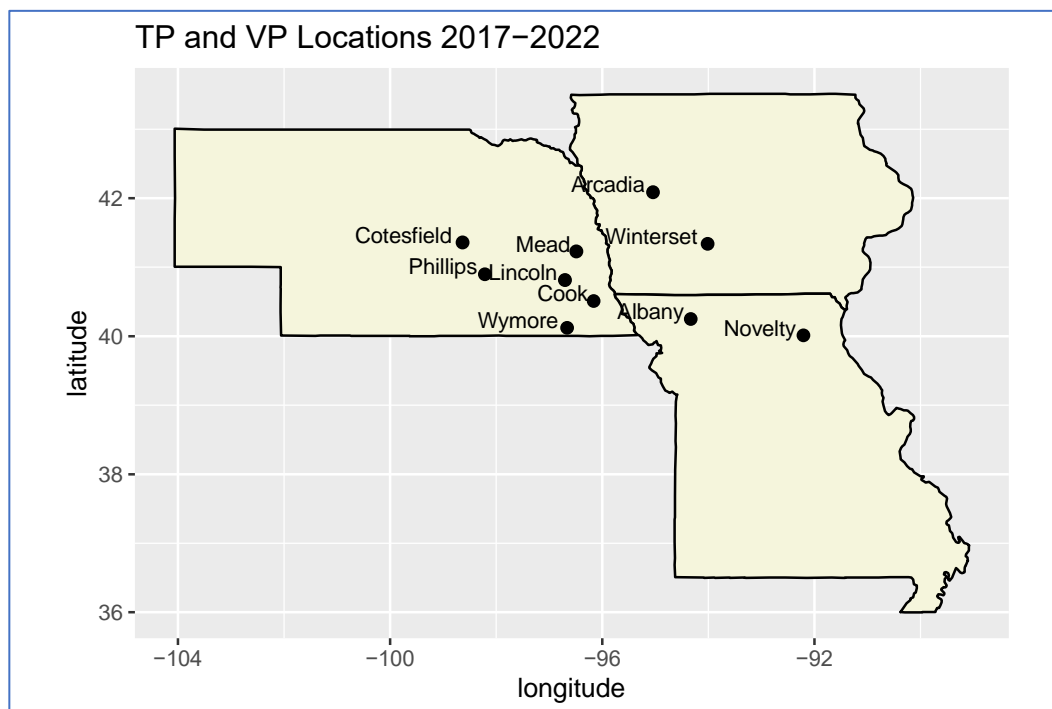 TP and VP Locations 2017−2022
42
40
38
36
latitude
Arcadia
Cotesfield
Mead
Winterset
Phillips
Lincoln
Cook
Albany
Wymore
Novelty
−104
−100
−96
−92
longitude